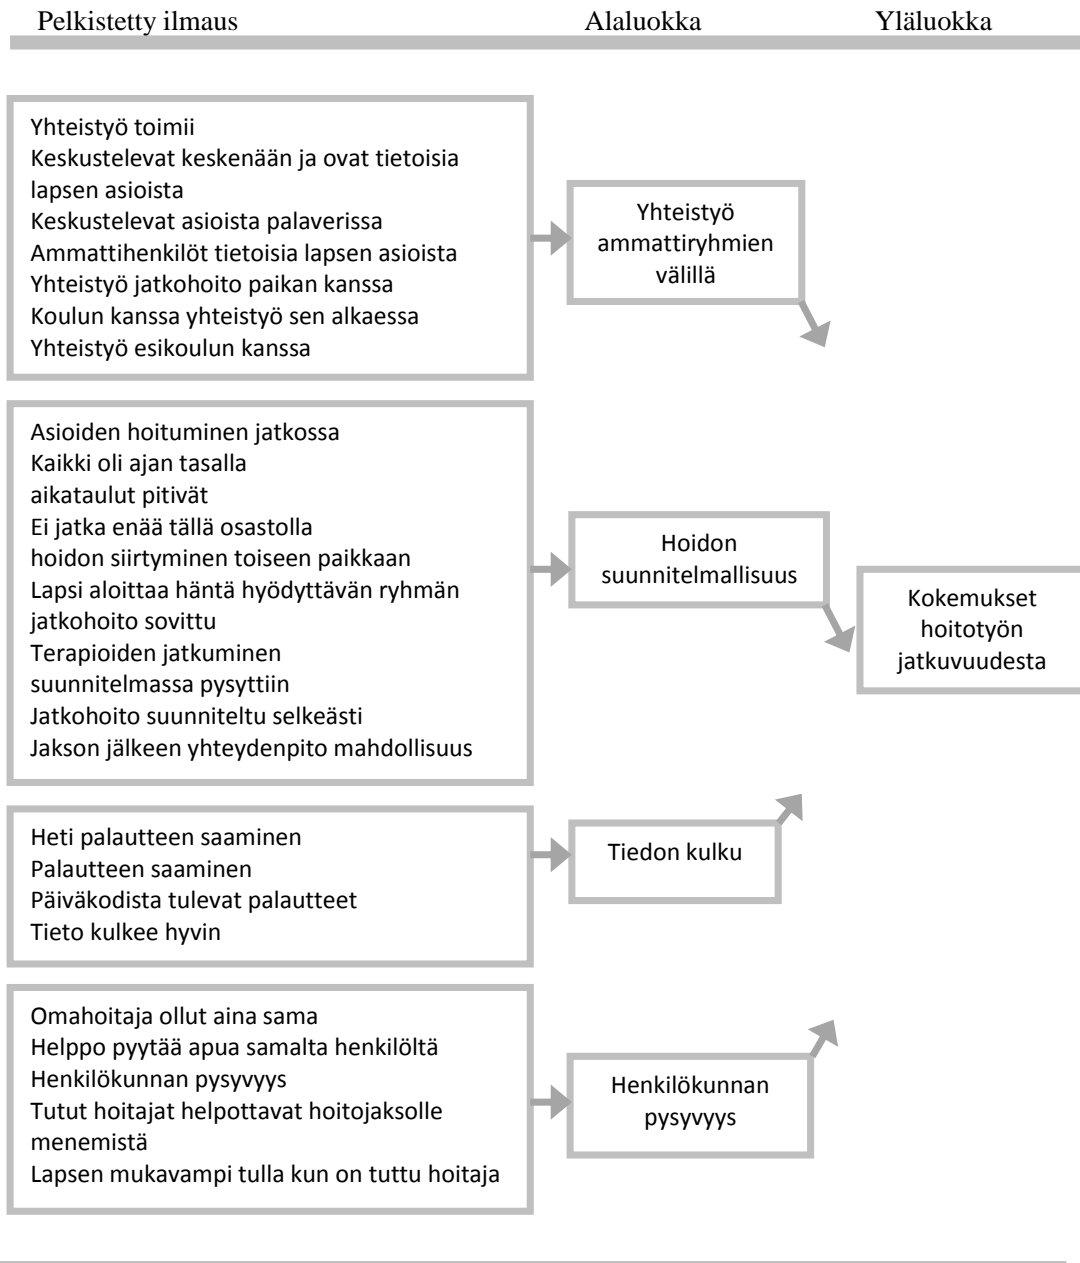 Pelkistetty ilmaus Alaluokka Yläluokka
Yhteistyö toimii
Keskustelevat keskenään ja ovat tietoisia
lapsen asioista
Keskustelevat asioista palaverissa
Ammattihenkilöt tietoisia lapsen asioista
Yhteistyö jatkohoito paikan kanssa
Koulun kanssa yhteistyö sen alkaessa
Yhteistyö esikoulun kanssa
Yhteistyö
ammattiryhmien
välillä
Asioiden hoituminen jatkossa
Kaikki oli ajan tasalla
aikataulut pitivät
Ei jatka enää tällä osastolla
hoidon siirtyminen toiseen paikkaan
Lapsi aloittaa häntä hyödyttävän ryhmän
jatkohoito sovittu
Terapioiden jatkuminen
suunnitelmassa pysyttiin
Jatkohoito suunniteltu selkeästi
Jakson jälkeen yhteydenpito mahdollisuus
Hoidon
suunnitelmallisuus
Kokemukset
hoitotyön
jatkuvuudesta
Heti palautteen saaminen
Palautteen saaminen
Päiväkodista tulevat palautteet
Tieto kulkee hyvin
Tiedon kulku
Omahoitaja ollut aina sama
Helppo pyytää apua samalta henkilöltä
Henkilökunnan pysyvyys
Tutut hoitajat helpottavat hoitojaksolle
menemistä
Lapsen mukavampi tulla kun on tuttu hoitaja
Henkilökunnan
pysyvyys